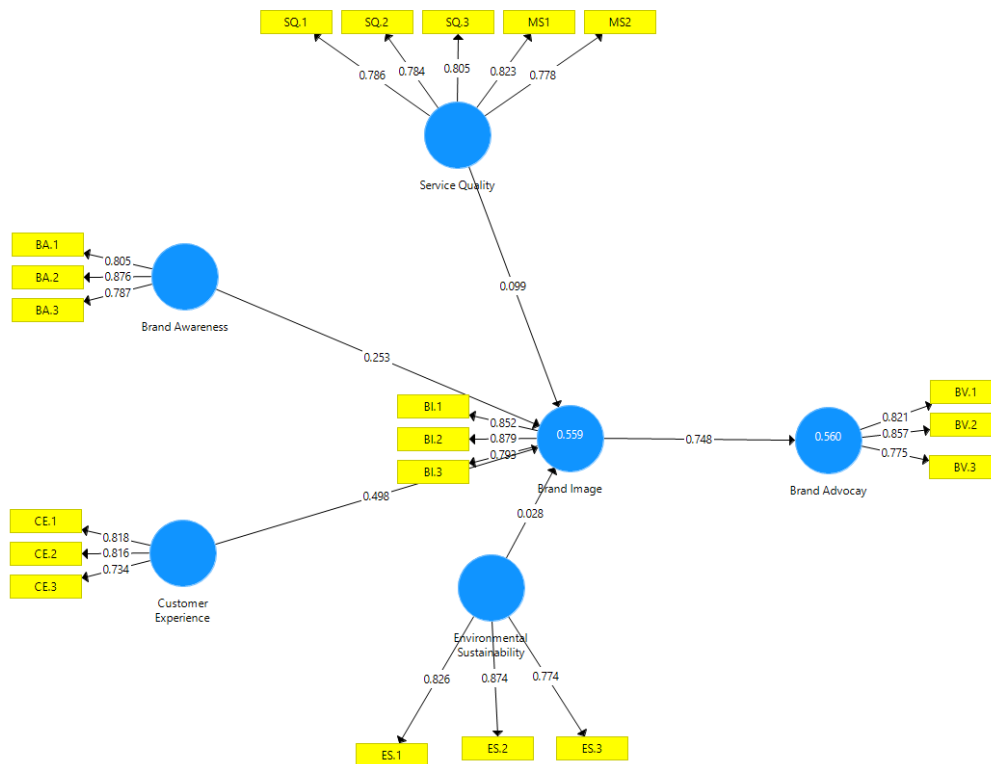 SQ.1 SQ.2 SQ.3 MS1 MS2
0.786 0.784 0.805 0.823 0.778
Service Quality
BA.1
BA.2
BA.3
0.805
0.876
0.787
Brand Awareness
0.099
0.253
BI.1
BI.2
BI.3
0.852
0.879
0.793
0.559
Brand Image
0.748
0.560
Brand Advocay
0.821
0.857
0.775
BV.1
BV.2
BV.3
CE.1
CE.2
CE.3
0.818
0.816
0.734
Customer
Experience
0.498
0.028
Environmental
Sustainability
0.826 0.874 0.774
ES.1 ES.2 ES.3